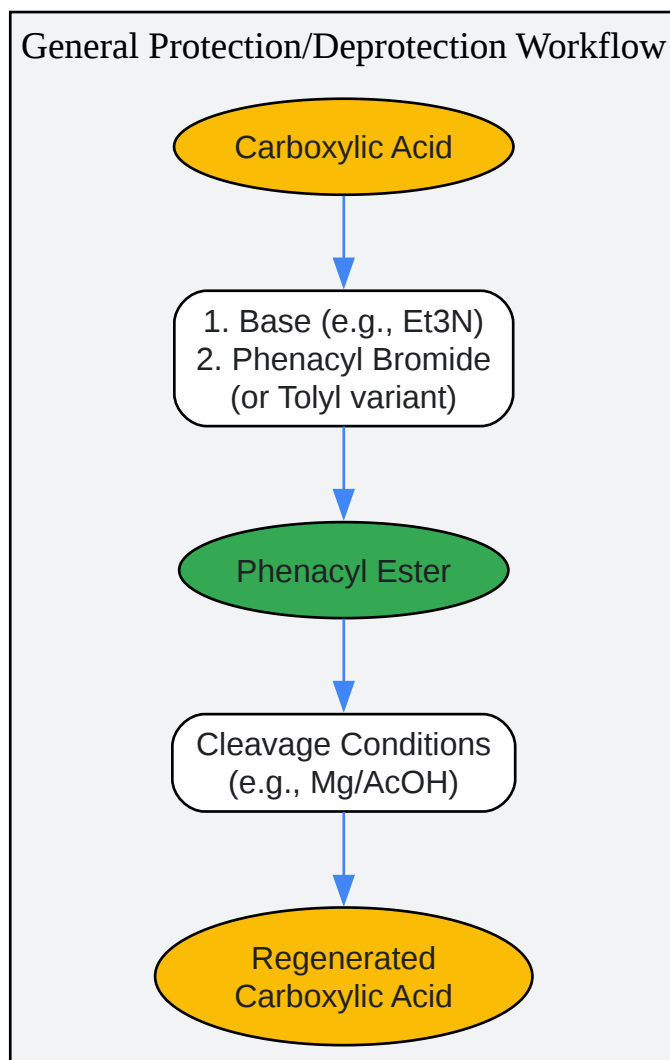 General Protection/Deprotection Workflow
Carboxylic Acid
1. Base (e.g., Et3N)
2. Phenacyl Bromide
(or Tolyl variant)
Phenacyl Ester
Cleavage Conditions
(e.g., Mg/AcOH)
Regenerated
Carboxylic Acid